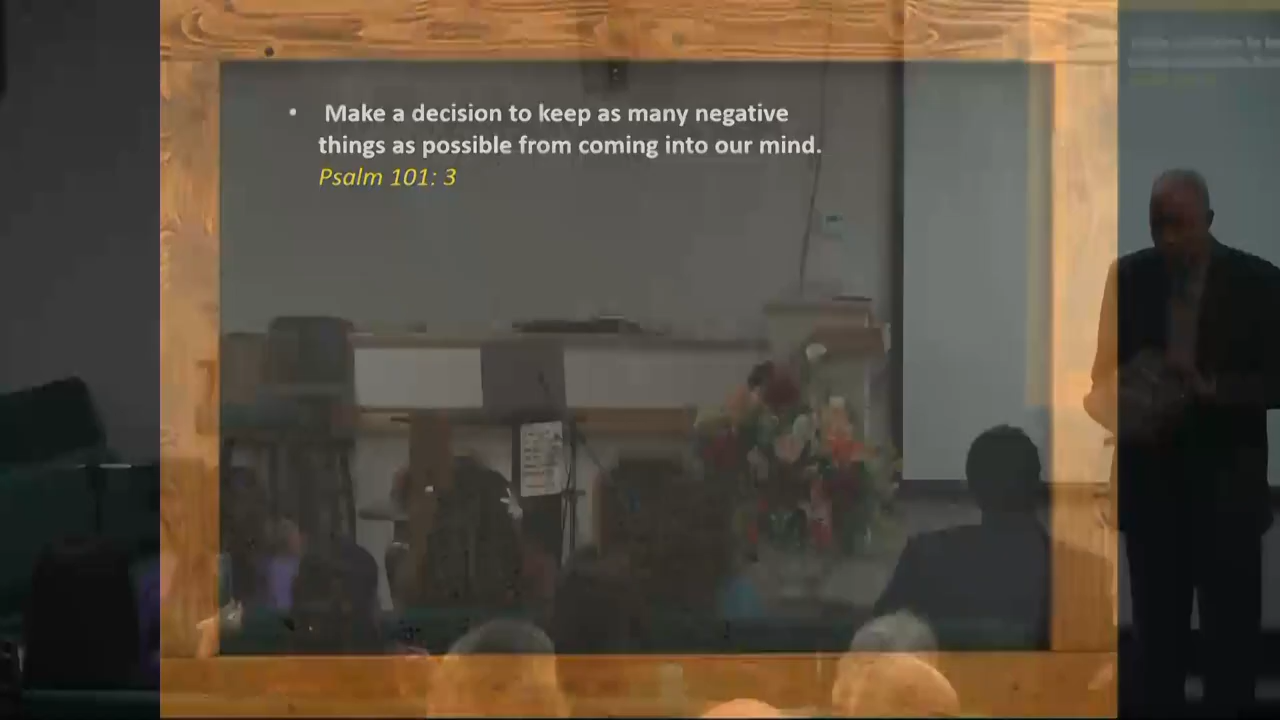 • Make a decision to keep as many negative
things as possible from coming into our mind.
Psalm 101: 3